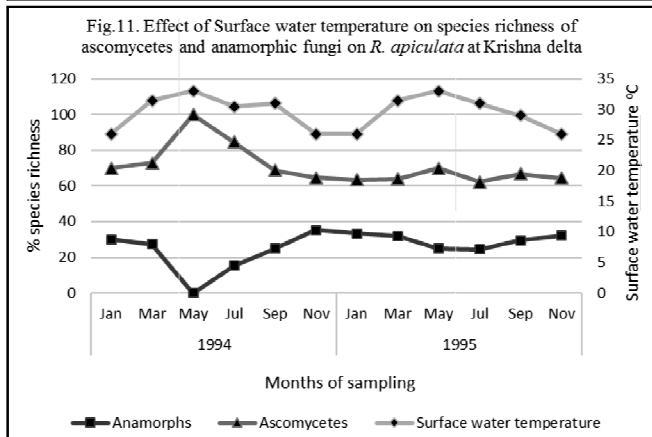 Fig.11. Effect of Surface water temperature on species richness of
ascomycetes and anamorphic fungi on R. apiculata at Krishna delta
120 35
100 30
80 25
60 20
40 15
20 10
0 5
0
% species richness
Surface water temperature ºC
Jan Mar May Jul Sep Nov Jan Mar May Jul Sep Nov
1994 1995
Months of sampling
Anamorphs Ascomycetes Surface water temperature